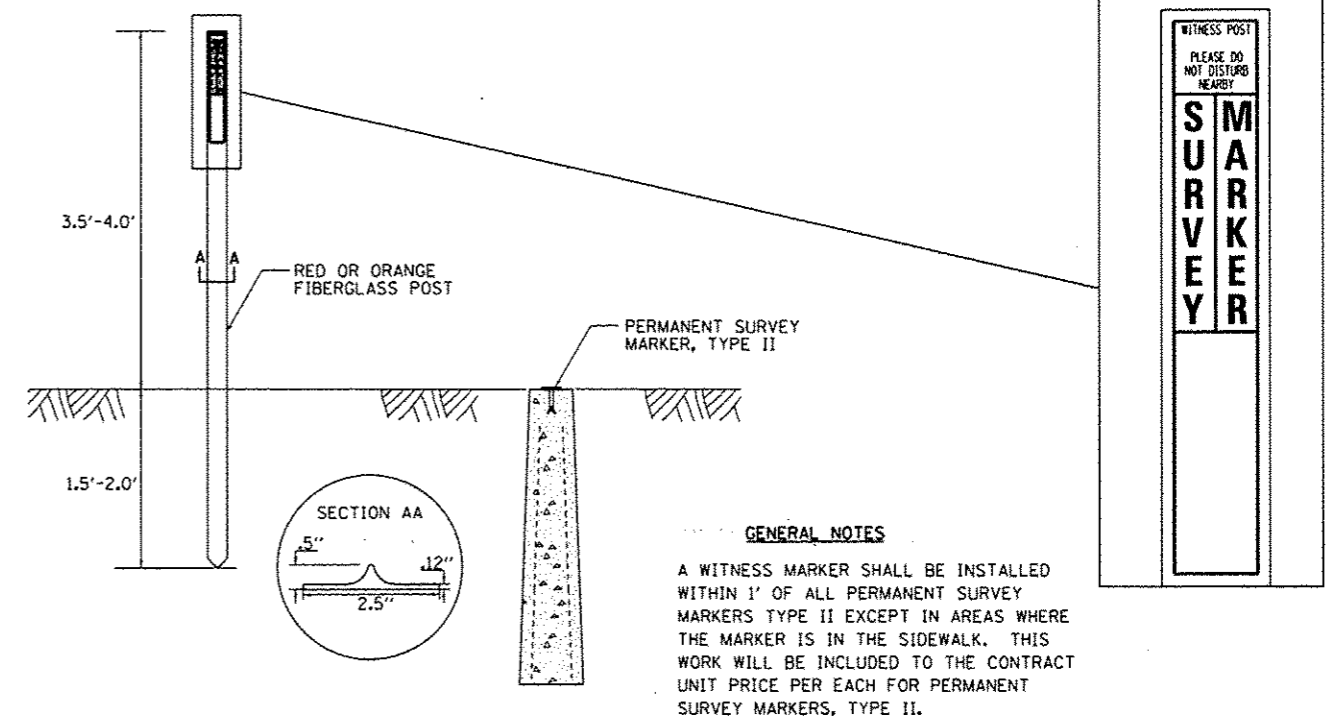 3.5'-4.0'
A A
RED OR ORANGE
FIBERGLASS POST
PERMANENT SURVEY
MARKER, TYPE II
1.5'-2.0'
SECTION AA
.5"
.12"
2.5"
WITNESS POST
PLEASE DO
NOT DISTURB
NEARBY
SURVEY
MARKER
GENERAL NOTES
A WITNESS MARKER SHALL BE INSTALLED
WITHIN 1' OF ALL PERMANENT SURVEY
MARKERS TYPE II EXCEPT IN AREAS WHERE
THE MARKER IS IN THE SIDEWALK. THIS
WORK WILL BE INCLUDED TO THE CONTRACT
UNIT PRICE PER EACH FOR PERMANENT
SURVEY MARKERS, TYPE II.